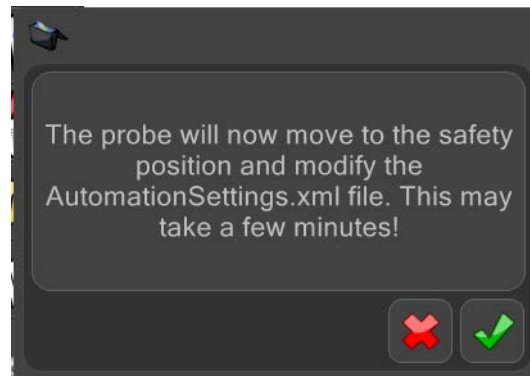 The probe will now move to the safety
position and modify the
AutomationSettings.xml file. This may
take a few minutes!